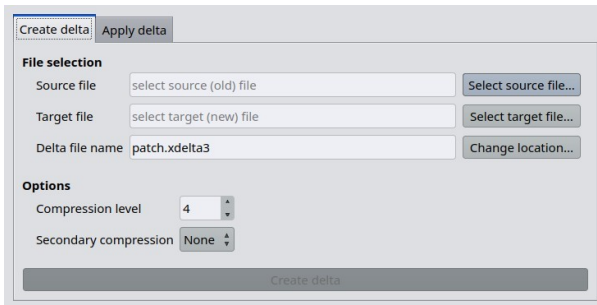 Create delta Apply delta
File selection
Source file select source (old) file Select source file...
Target file select target (new) file Select target file...
Delta file name patch.xdelta3 Change location...
Options
Compression level 4
Secondary compression None
Create delta